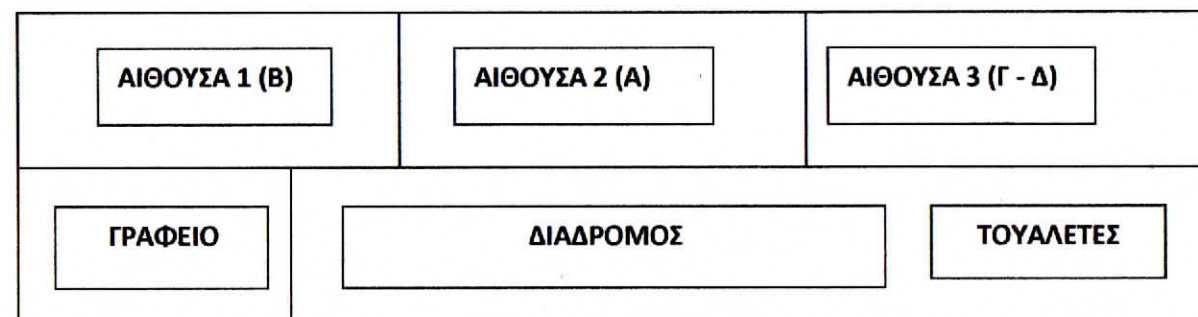 ΑΙΘΟΥΣΑ 1 (Β)
ΑΙΘΟΥΣΑ 2 (Α)
ΑΙΘΟΥΣΑ 3 (Γ - Δ)
ΓΡΑΦΕΙΟ
ΔΙΑΔΡΟΜΟΣ
ΤΟΥΑΛΕΤΕΣ